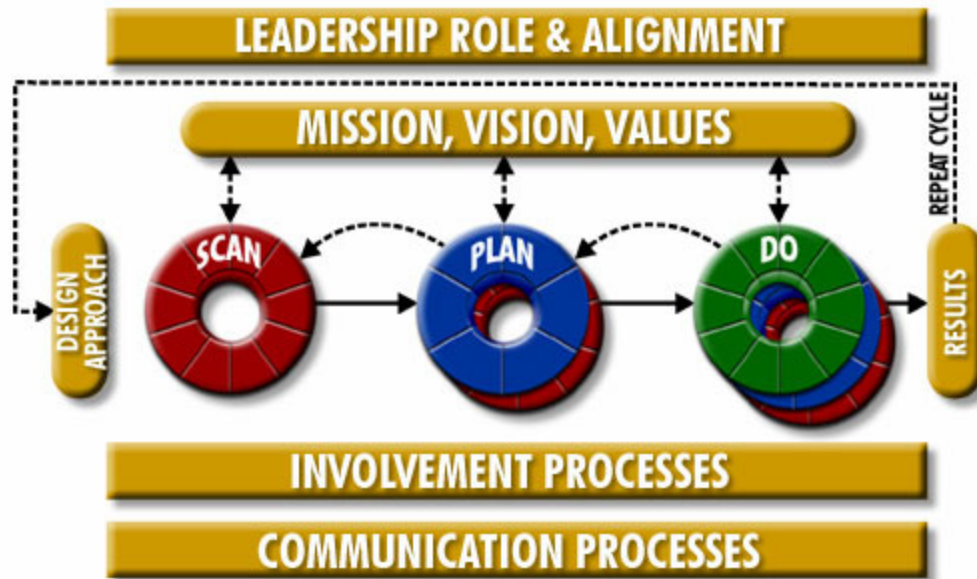 LEADERSHIP ROLE & ALIGNMENT
MISSION, VISION, VALUES
REPEAT CYCLE
SCAN
PLAN
DO
DESIGN
APPROACH
RESULTS
INVOLVEMENT PROCESSES
COMMUNICATION PROCESSES